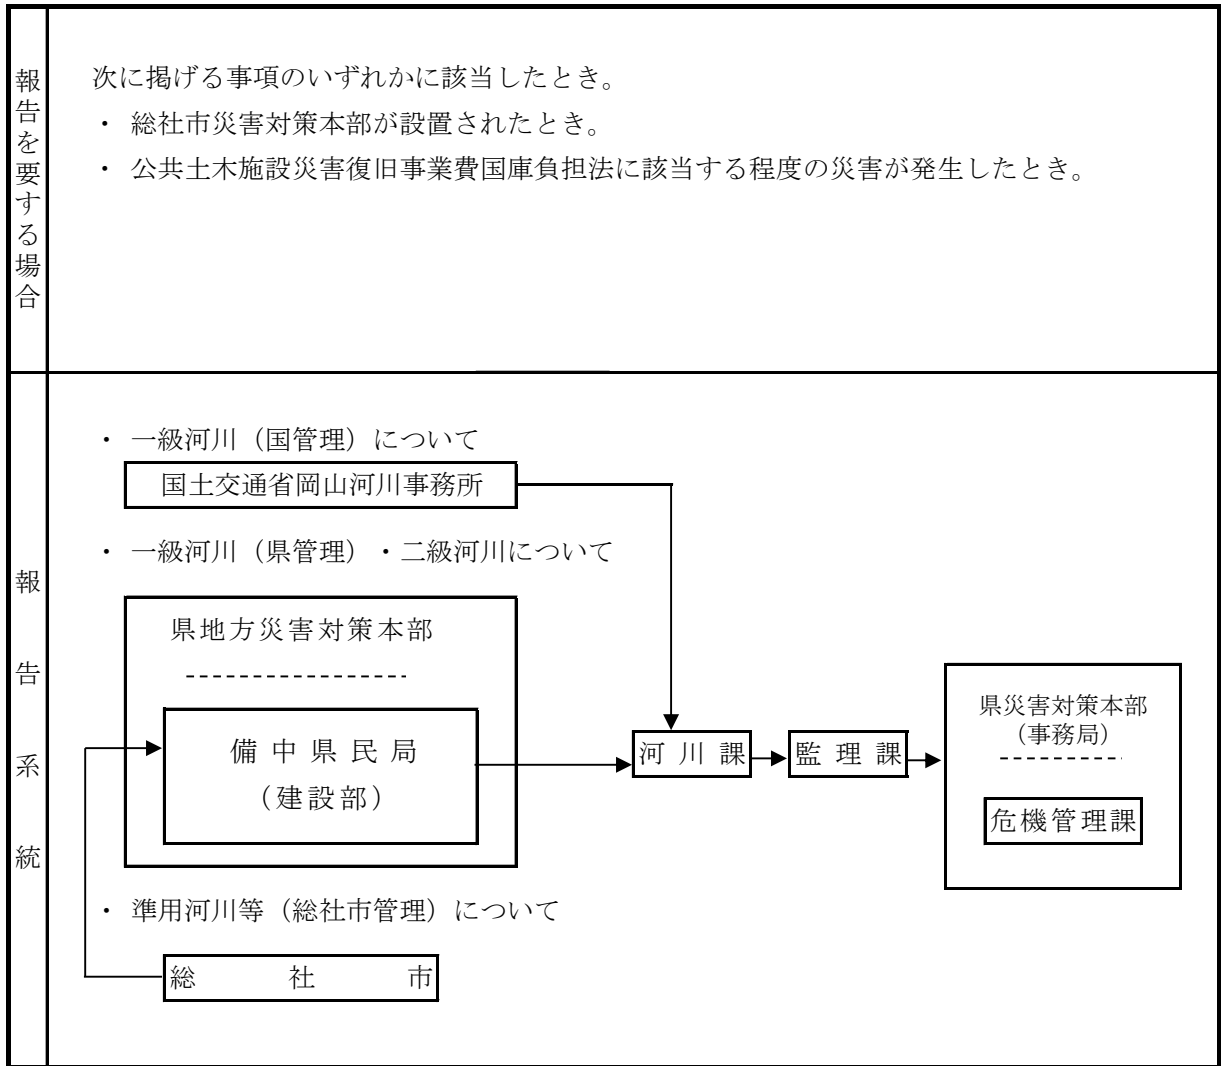 報告を要する場合
次に掲げる事項のいずれかに該当したとき。
・ 総社市災害対策本部が設置されたとき。
・ 公共土木施設災害復旧事業費国庫負担法に該当する程度の災害が発生したとき。
報告系統
・ 一級河川（国管理）について
国土交通省岡山河川事務所
・ 一級河川（県管理）・二級河川について
県地方災害対策本部
備中県民局
（建設部）
河川課
監理課
県災害対策本部
（事務局）
危機管理課
・ 準用河川等（総社市管理）について
総社市